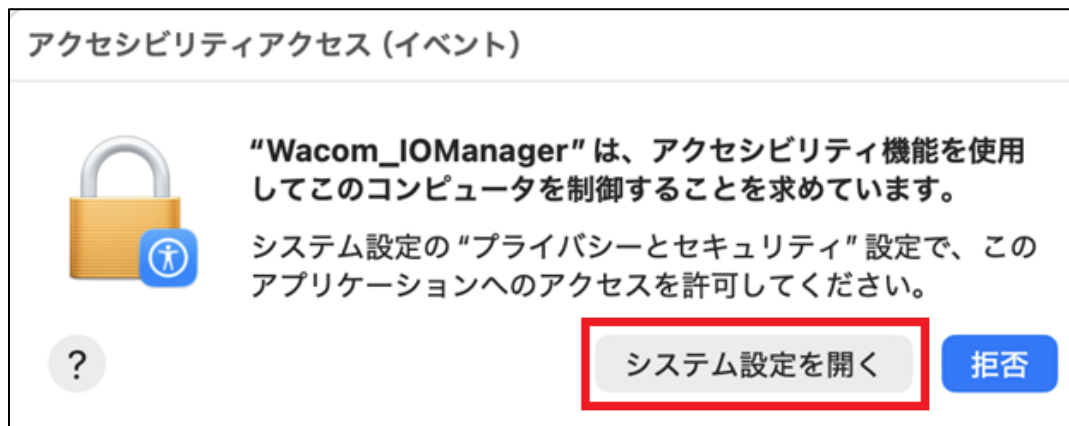 アクセシビリティアクセス（イベント）
“Wacom_IOManager”は、アクセシビリティ機能を使用
してこのコンピュータを制御することを求めています。
システム設定の“プライバシーとセキュリティ”設定で、この
アプリケーションへのアクセスを許可してください。
?
システム設定を開く
拒否